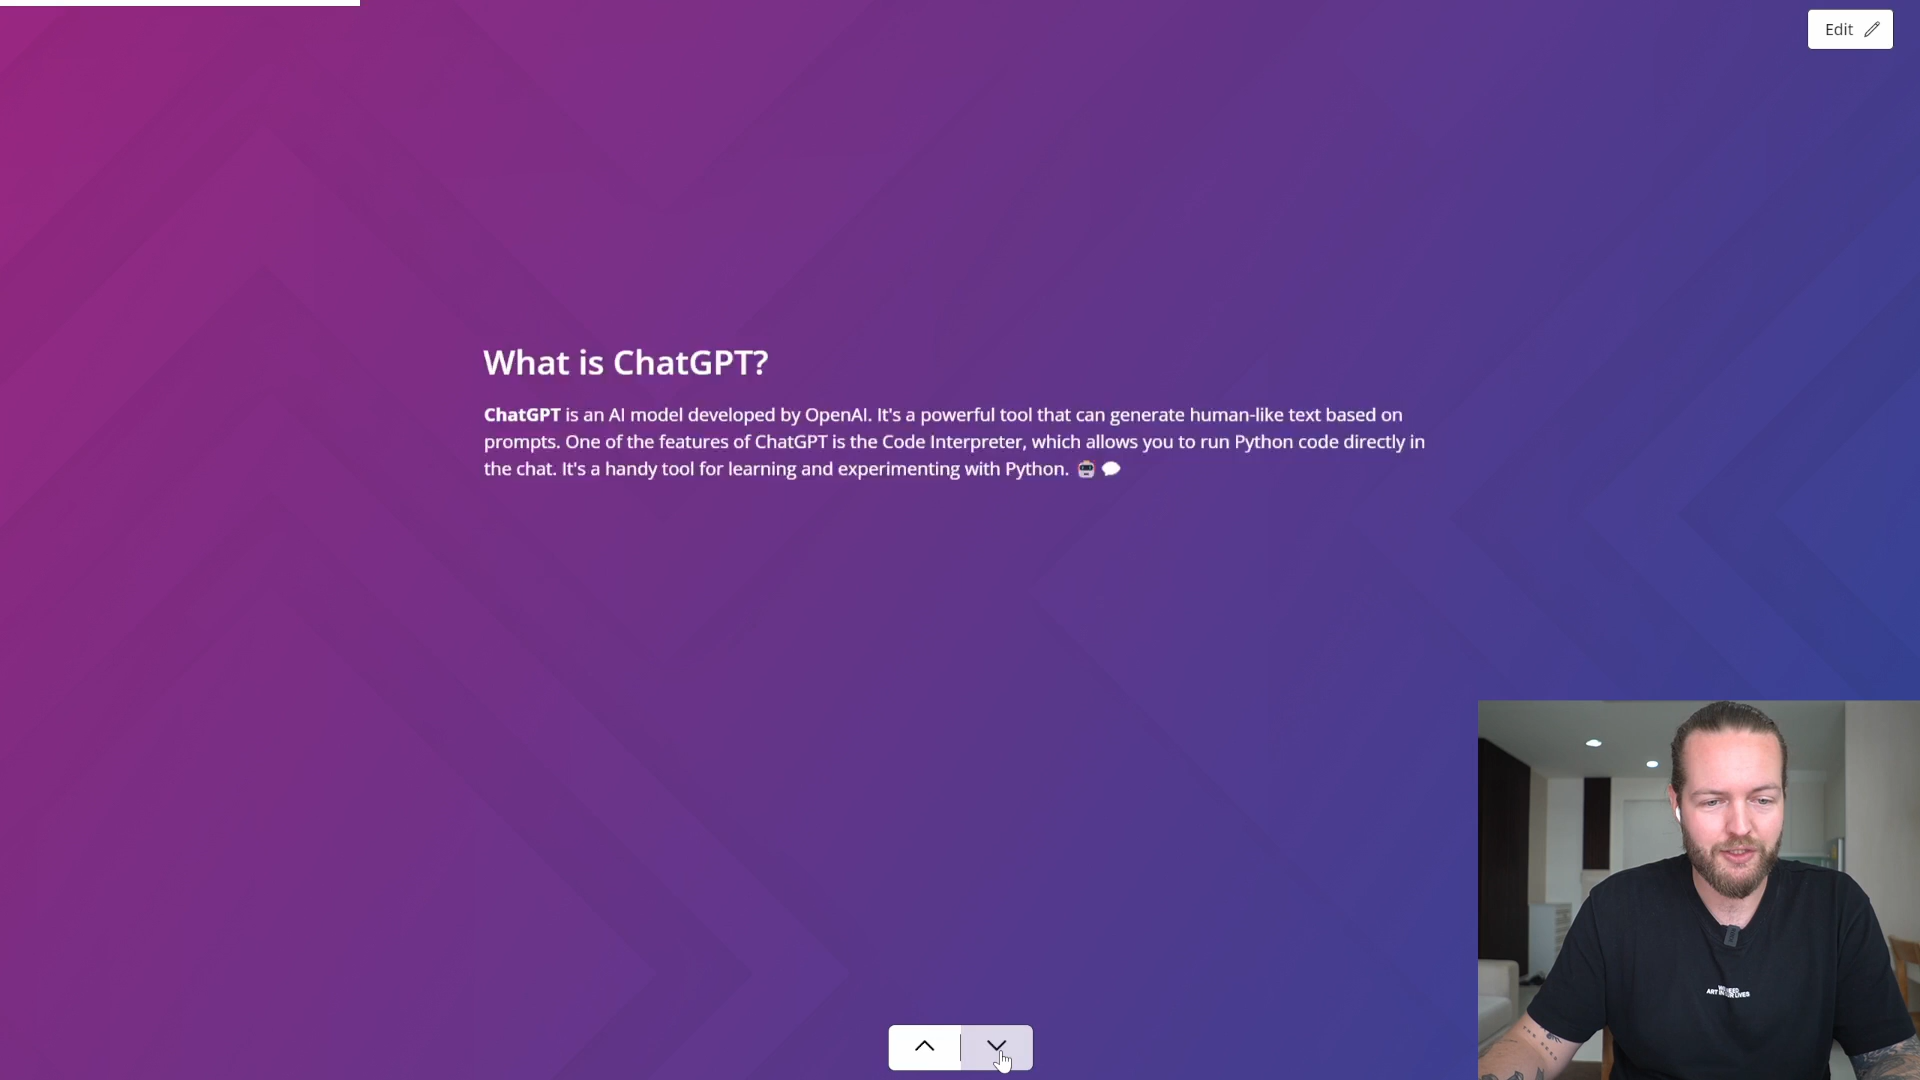 Edit
What is ChatGPT?
ChatGPT is an AI model developed by OpenAI. It's a powerful tool that can generate human-like text based on
prompts. One of the features of ChatGPT is the Code Interpreter, which allows you to run Python code directly in
the chat. It's a handy tool for learning and experimenting with Python. 🤖 💬